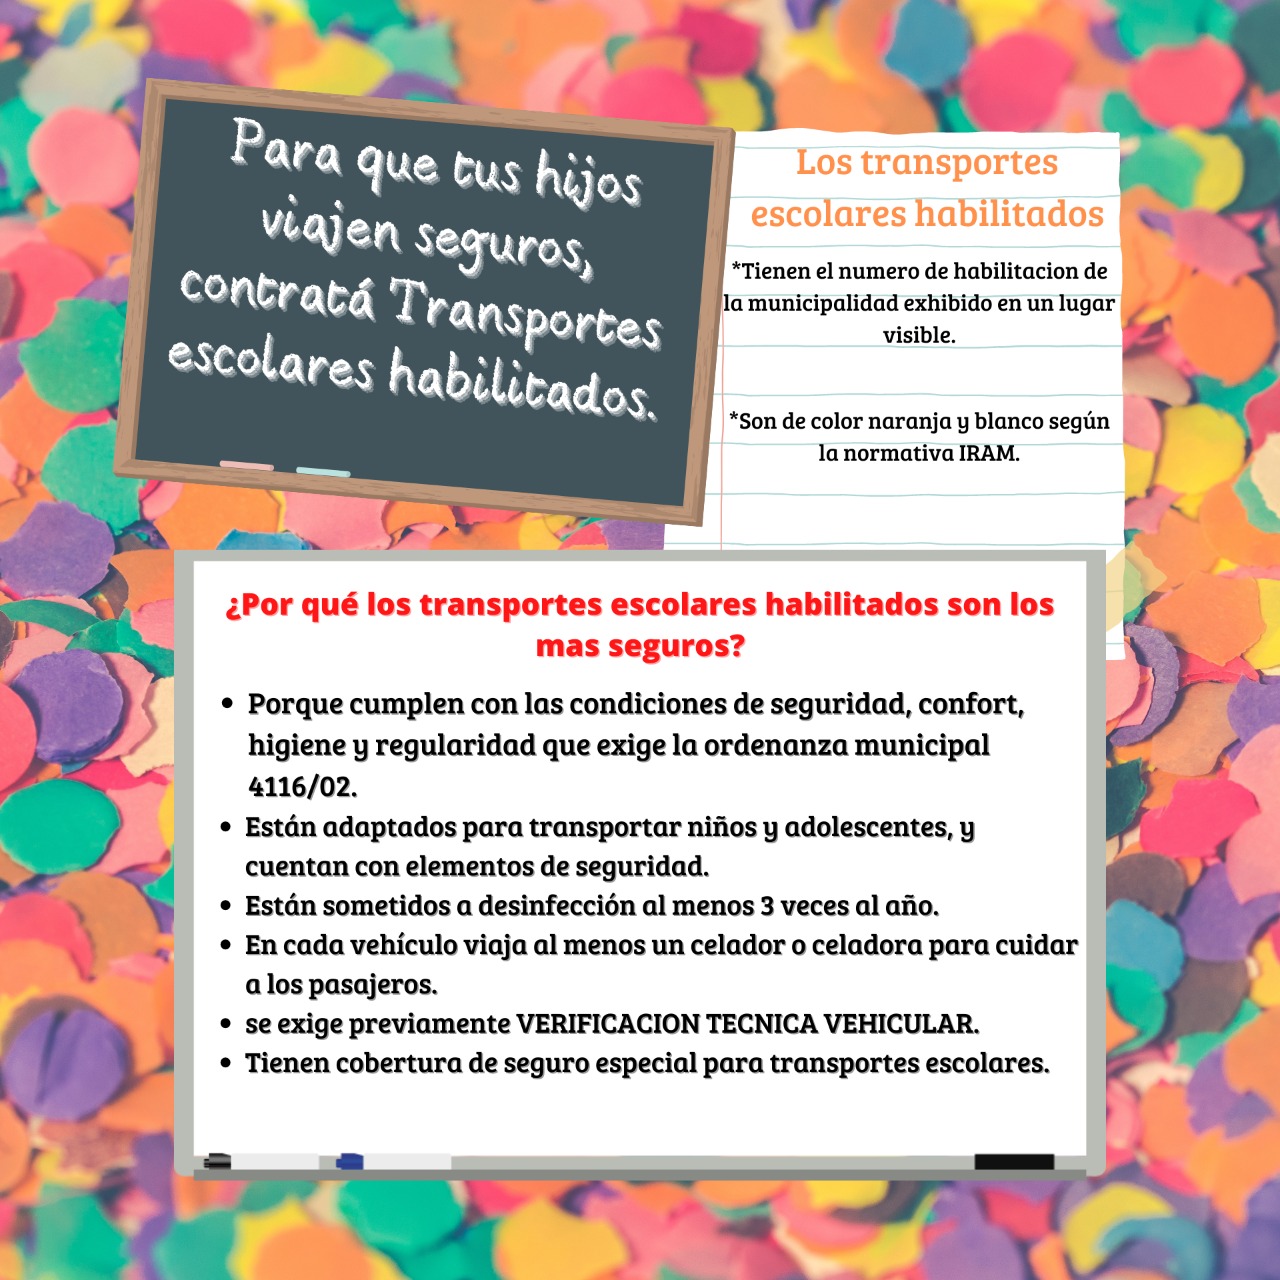 Para que tus hijos
viajen seguros,
contratá Transportes
escolares habilitados.
Los transportes
escolares habilitados
*Tienen el numero de habilitacion de
la municipalidad exhibido en un lugar
visible.
*Son de color naranja y blanco según
la normativa IRAM.
¿Por qué los transportes escolares habilitados son los
mas seguros?
• Porque cumplen con las condiciones de seguridad, confort,
higiene y regularidad que exige la ordenanza municipal
4116/02.
• Están adaptados para transportar niños y adolescentes, y
cuentan con elementos de seguridad.
• Están sometidos a desinfección al menos 3 veces al año.
• En cada vehículo viaja al menos un celador o celadora para cuidar
a los pasajeros.
• se exige previamente VERIFICACION TECNICA VEHICULAR.
• Tienen cobertura de seguro especial para transportes escolares.